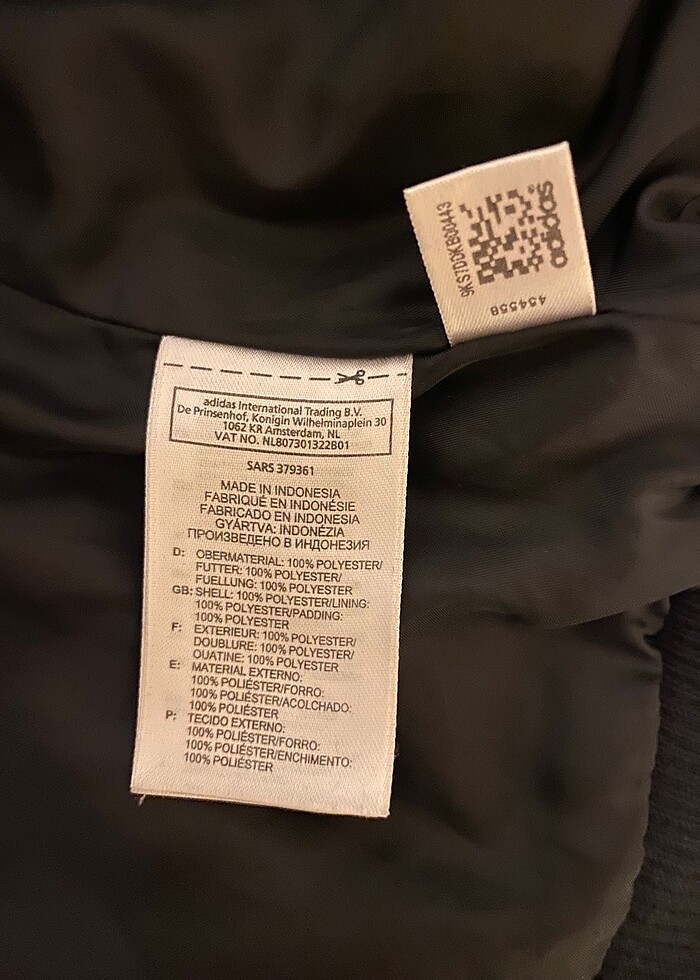 adidas
9KS7DDKB00443
454558
adidas International Trading B.V.
De Prinsenhof, Konigin Wilhelminaplein 30
1062 KR Amsterdam, NL
VAT NO. NL807301322B01
SARS 379361
MADE IN INDONESIA
FABRIQUÉ EN INDONÉSIE
FABRICADO EN INDONESIA
GYÁRTVA: INDONÉZIA
ПРОИЗВЕДЕНО В ИНДОНЕЗИЯ
D: OBERMATERIAL: 100% POLYESTER/
FUTTER: 100% POLYESTER/
FUELLUNG: 100% POLYESTER
GB: SHELL: 100% POLYESTER/LINING:
100% POLYESTER/PADDING:
100% POLYESTER
F: EXTERIEUR: 100% POLYESTER/
DOUBLURE: 100% POLYESTER/
OUATINE: 100% POLYESTER
E: MATERIAL EXTERNO:
100% POLIÉSTER/FORRO:
100% POLIÉSTER/ACOLCHADO:
100% POLIÉSTER
P: TECIDO EXTERNO:
100% POLIÉSTER/FORRO:
100% POLIÉSTER/ENCHIMENTO:
100% POLIÉSTER